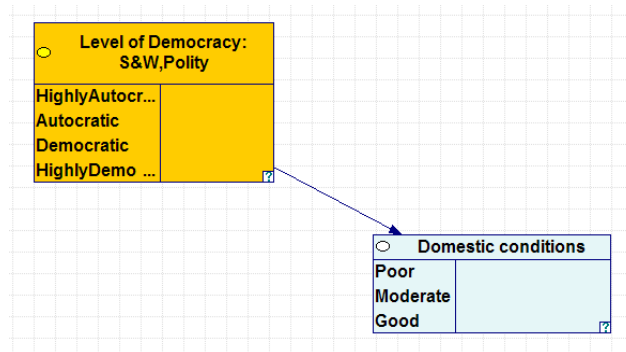 Level of Democracy:
S&W,Polity
HighlyAutocr...
Autocratic
Democratic
HighlyDemo ...
?
Domestic conditions
Poor
Moderate
Good
?